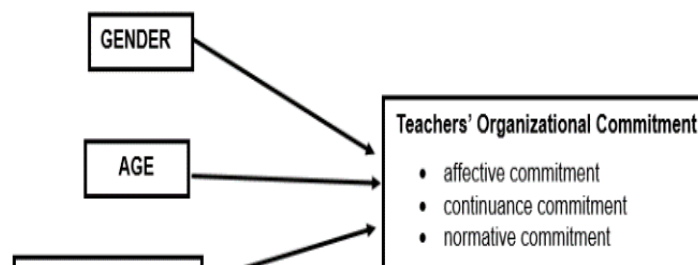 GENDER
AGE
Teachers' Organizational Commitment
• affective commitment
• continuance commitment
• normative commitment